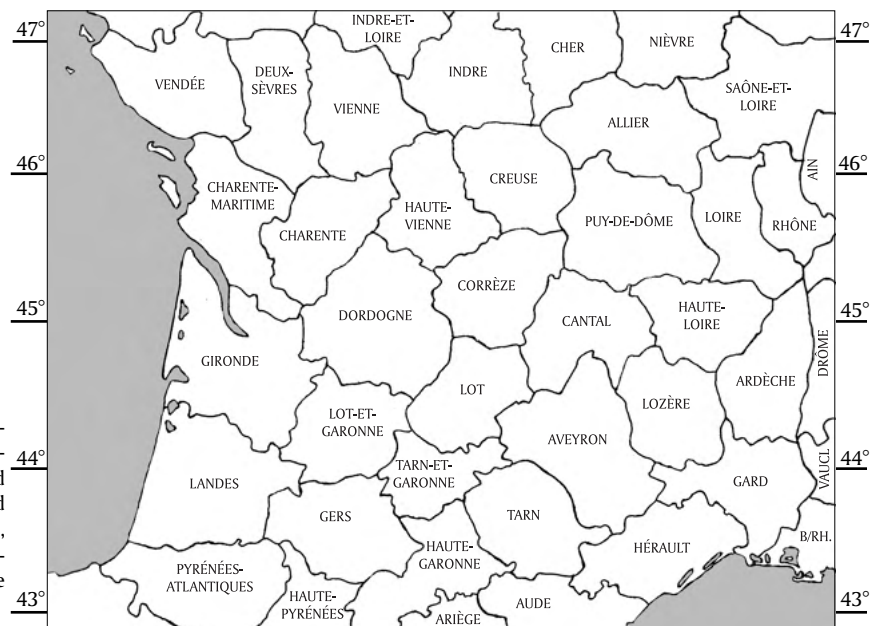 47°
47°
INDRE-ET-
LOIRE
CHER
NIÈVRE
VENDÉE
DEUX-
SÈVRES
VIENNE
INDRE
SAÔNE-ET-
LOIRE
ALLIER
46°
46°
AIN
CHARENTE-
MARITIME
CREUSE
HAUTE-
VIENNE
CHARENTE
PUY-DE-DÔME
LOIRE
RHÔNE
45°
45°
CORRÈZE
DORDOGNE
CANTAL
HAUTE-
LOIRE
DRÔME
GIRONDE
LOT
ARDÈCHE
LOZÈRE
LOT-ET-
GARONNE
AVEYRON
44°
44°
VAUCL.
LANDES
TARN-ET-
GARONNE
GARD
GERS
TARN
B/RH.
HAUTE-
GARONNE
HÉRAULT
PYRÉNÉES-
ATLANTIQUES
HAUTE-
PYRÉNÉES
AUDE
ARIÈGE
43°
43°
-
-
d
d
,
-
e